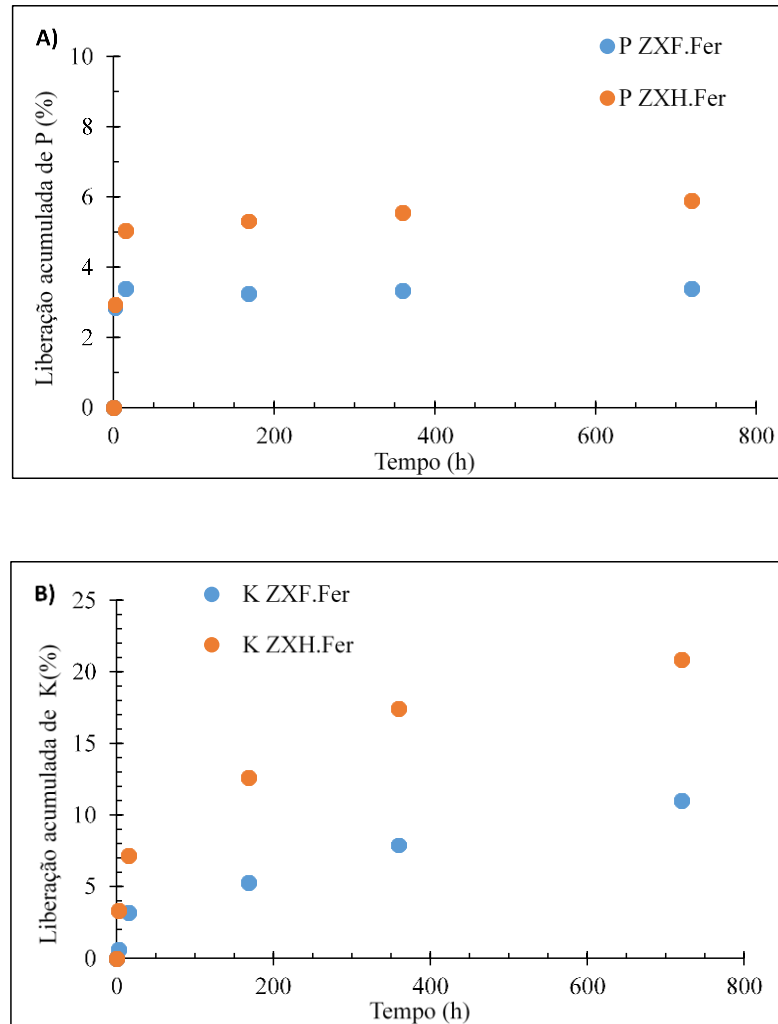 A)
P ZXF.Fer
P ZXH.Fer
Liberação acumulada de P (%)
10
8
6
4
2
0
0 200 400 600 800
Tempo (h)
B)
K ZXF.Fer
K ZXH.Fer
Liberação acumulada de K(%)
25
20
15
10
5
0
0 200 400 600 800
Tempo (h)